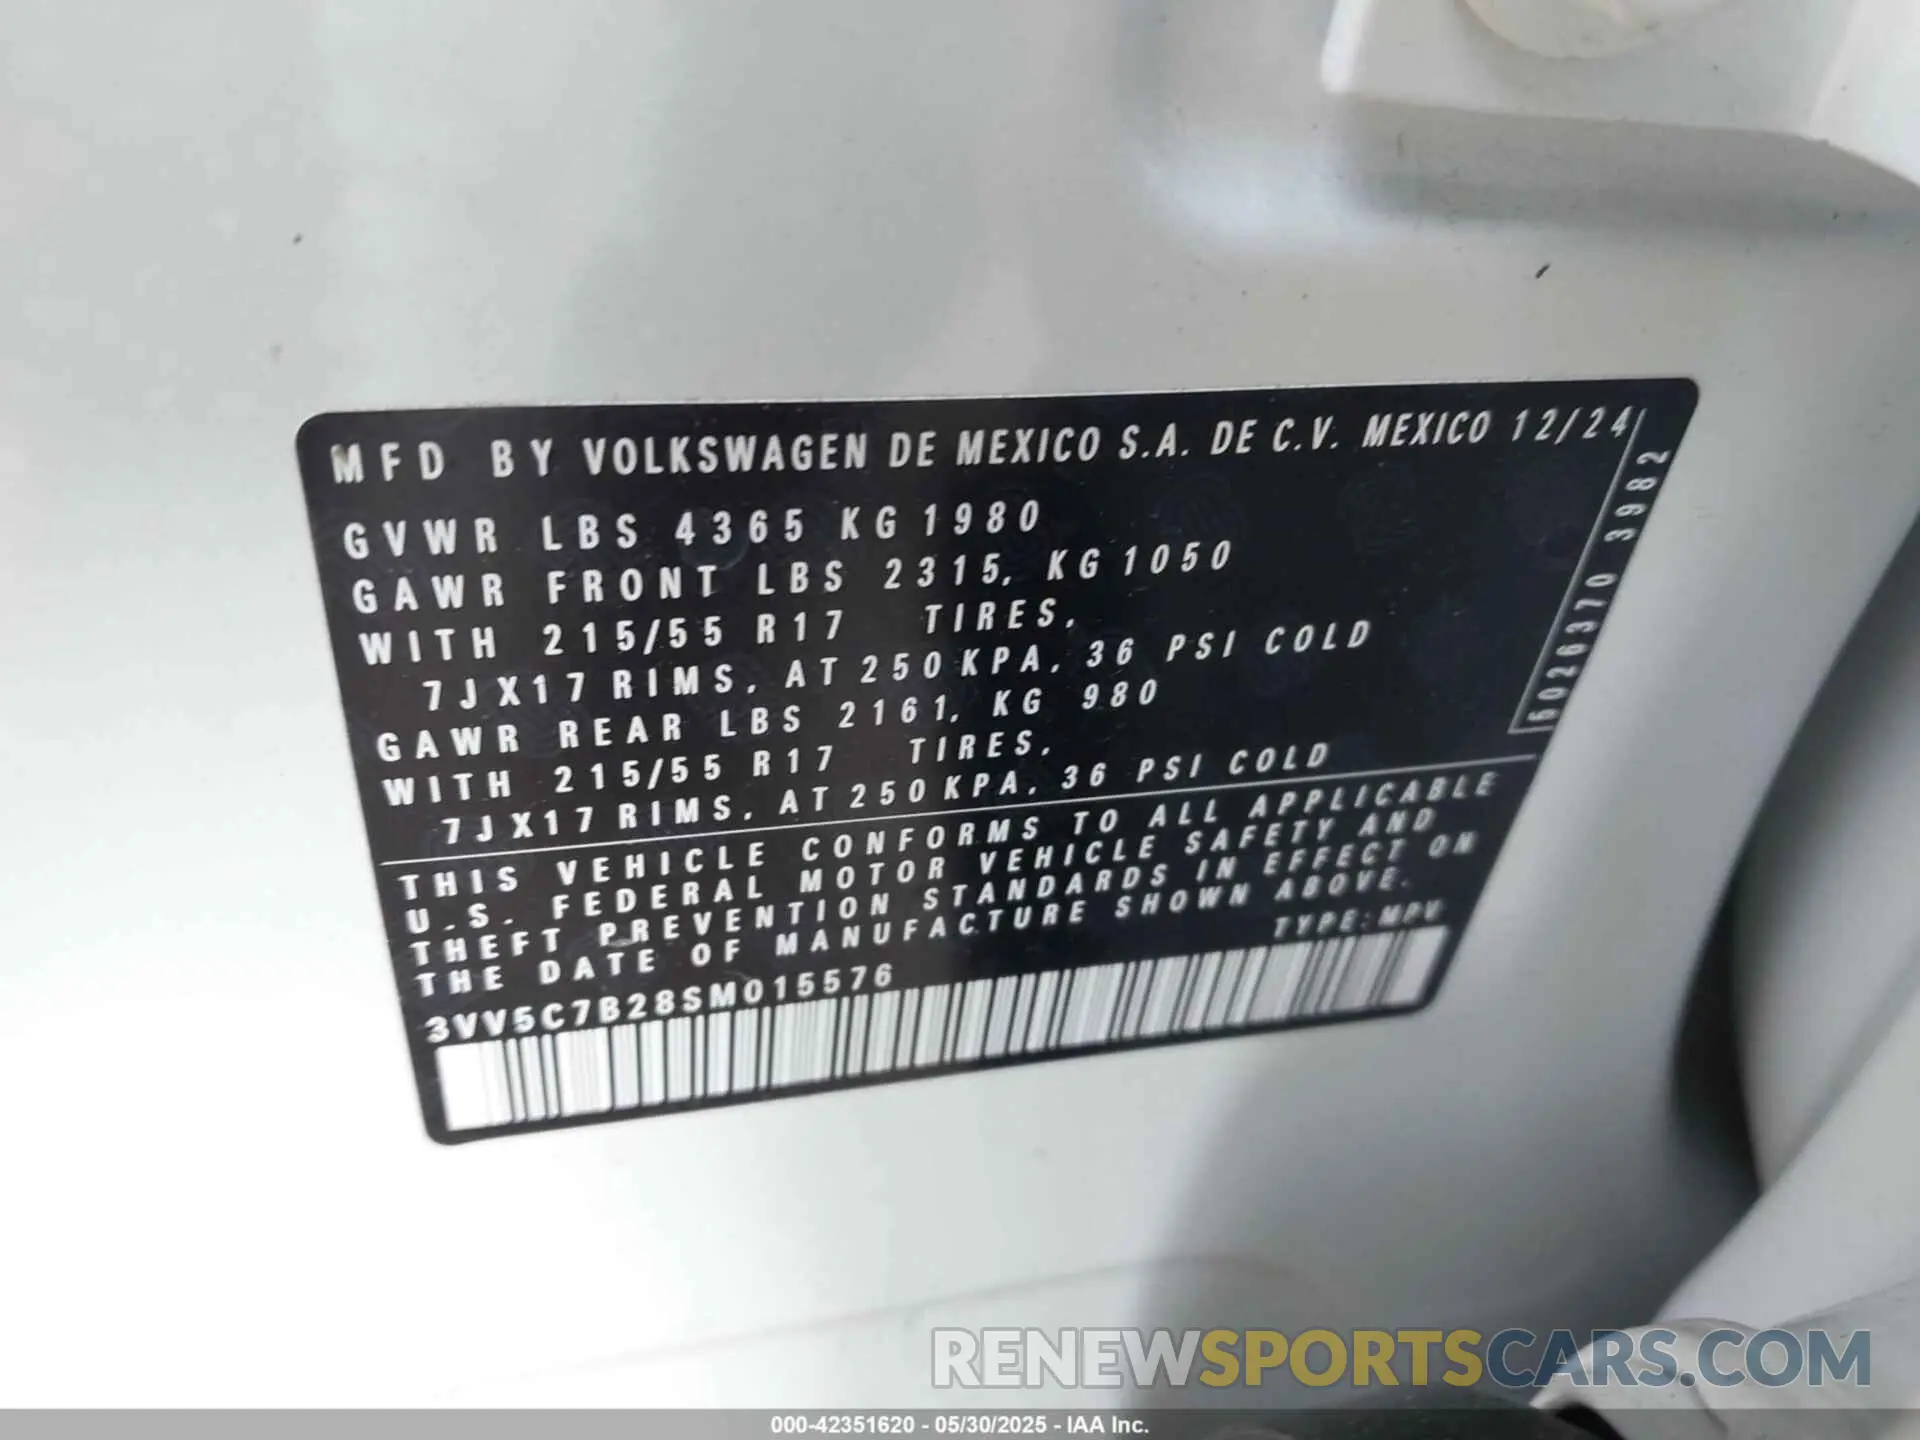 MFD BY VOLKSWAGEN DE MEXICO S.A. DE C.V. MEXICO 12/24
GVWR LBS 4365 KG 1980
GAWR FRONT LBS 2315, KG 1050
WITH 215/55 R17 TIRES,
7JX17 RIMS, AT 250 KPA, 36 PSI COLD
GAWR REAR LBS 2161, KG 980
WITH 215/55 R17 TIRES,
7JX17 RIMS, AT 250 KPA, 36 PSI COLD
THIS VEHICLE CONFORMS TO ALL APPLICABLE
U.S. FEDERAL MOTOR VEHICLE SAFETY AND
THEFT PREVENTION STANDARDS IN EFFECT ON
THE DATE OF MANUFACTURE SHOWN ABOVE.
TYPE: MPV
3VV5C7B28SM015576
5026370 3982
RENEWSPORTSCARS.COM
000-42351620 - 05/30/2025 - IAA Inc.